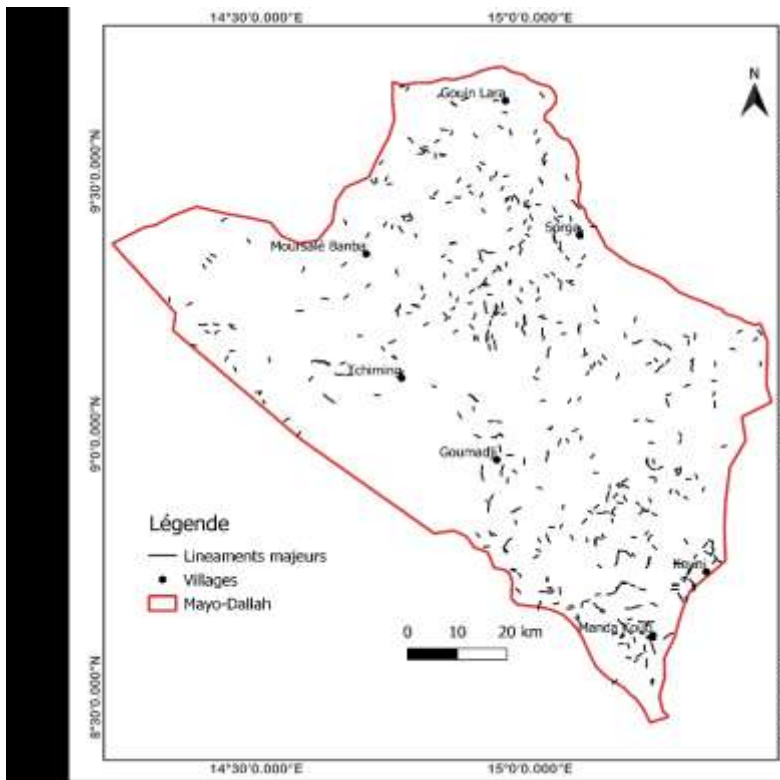 14°30'0.000"E 15°0'0.000"E
N
Gouin Lara
9°30'0.000"N
Sorga
Moursalé Banba
Tchiming
9°0'0.000"N
Goumadji
Légende
Lineaments majeurs
Villages
Mayo-Dallah
0 10 20 km
8°30'0.000"N
14°30'0.000"E 15°0'0.000"E